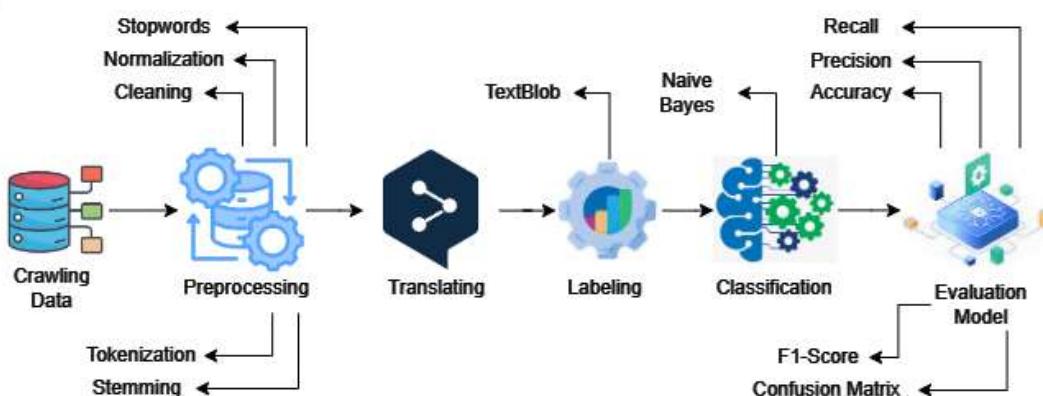 Stopwords
Normalization
Cleaning
TextBlob
Naive
Bayes
Recall
Precision
Accuracy
Crawling
Data
Preprocessing
Translating
Labeling
Classification
Evaluation
Model
Tokenization
Stemming
F1-Score
Confusion Matrix